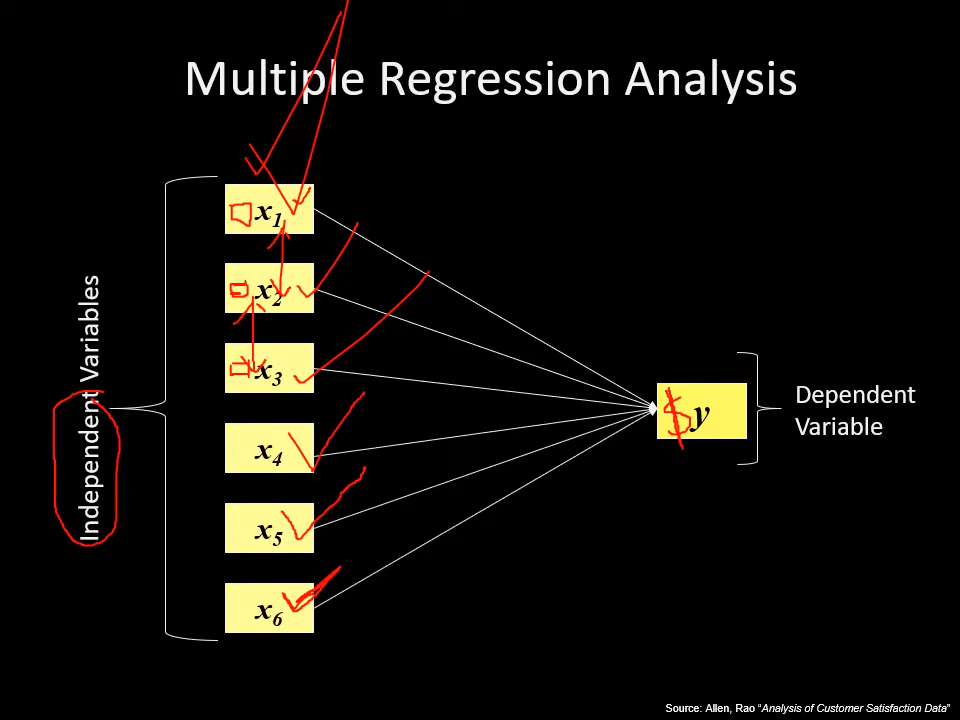 Multiple Regression Analysis
Independent Variables
x1
x2
x3
x4
x5
x6
$ y
Dependent
Variable
Source: Allen, Rao “Analysis of Customer Satisfaction Data”